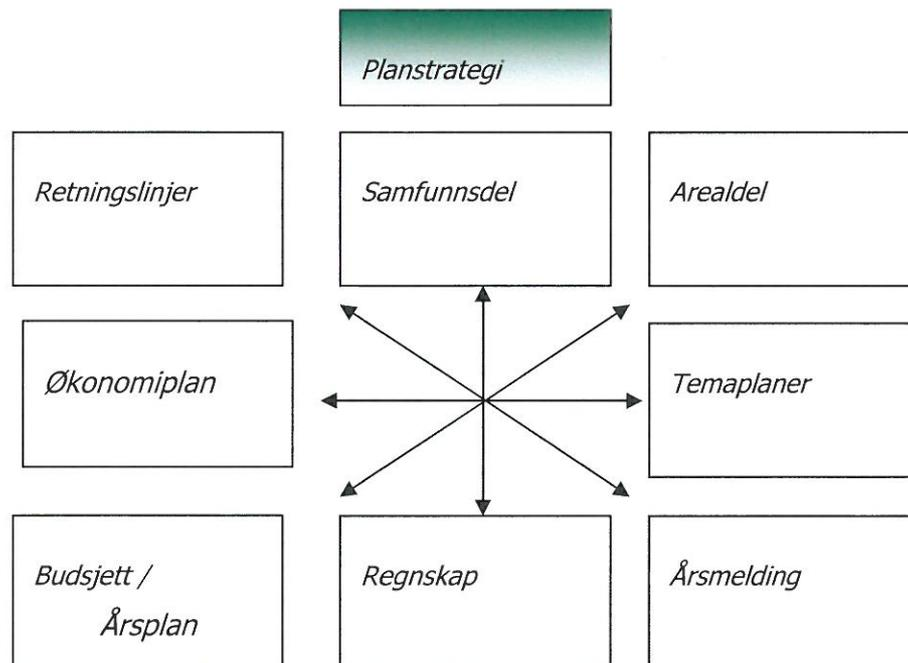 Planstrategi
Retningslinjer
Samfunnsdel
Arealdel
Økonomiplan
Temaplaner
Budsjett /
Årsplan
Regnskap
Årsmelding